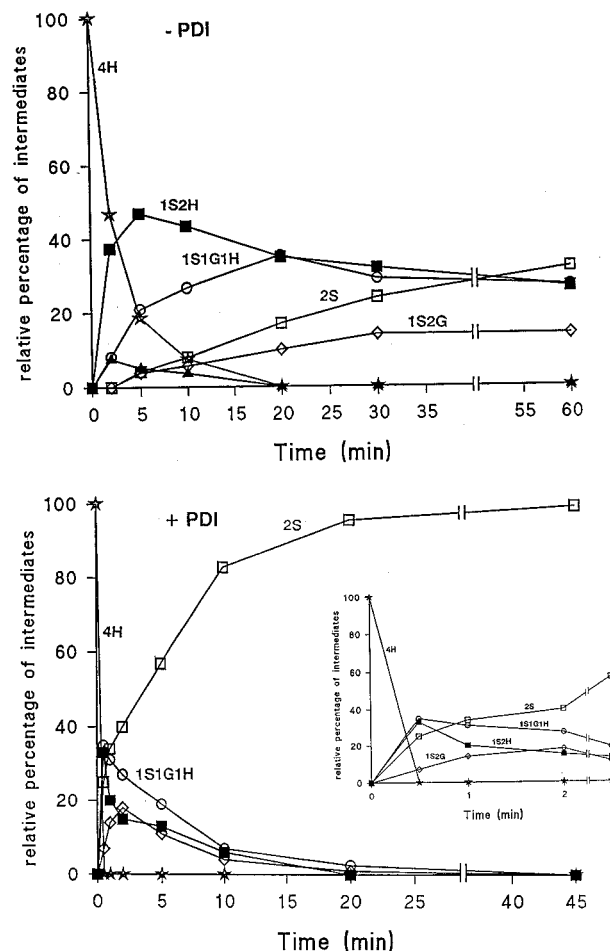 - PDI
relative percentage of intermediates
100
80
60
40
20
0
4H
1S2H
1S1G1H
2S
1S2G
0 5 10 15 20 25 30 35 55 60
Time (min)
+ PDI
relative percentage of intermediates
100
80
60
40
20
0
4H
2S
1S1G1H
0 5 10 15 20 25 30 40 45
Time (min)
relative percentage of intermediates
100
80
60
40
20
0
4H
2S
1S1G1H
1S2H
1S2G
0 1 2
Time (min)